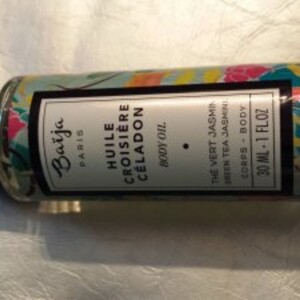 Baïja
PARIS
HUILE
CROISIÈRE
CÉLADON
BODY OIL
THÉ VERT JASMIN
GREEN TEA JASMINE
CORPS - BODY
30 ML - 1 FL OZ